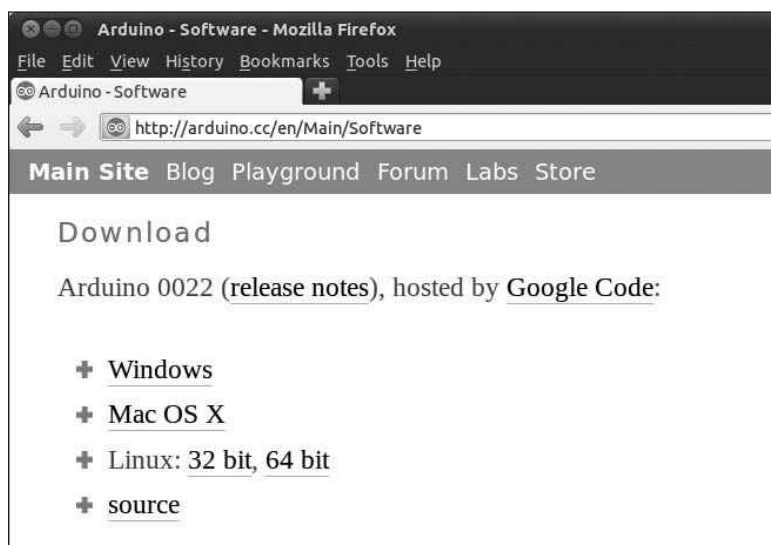 Arduino - Software - Mozilla Firefox
File Edit View History Bookmarks Tools Help
Arduino - Software
http://arduino.cc/en/Main/Software
Main Site Blog Playground Forum Labs Store
Download
Arduino 0022 (release notes), hosted by Google Code:
Windows
Mac OS X
Linux: 32 bit, 64 bit
source